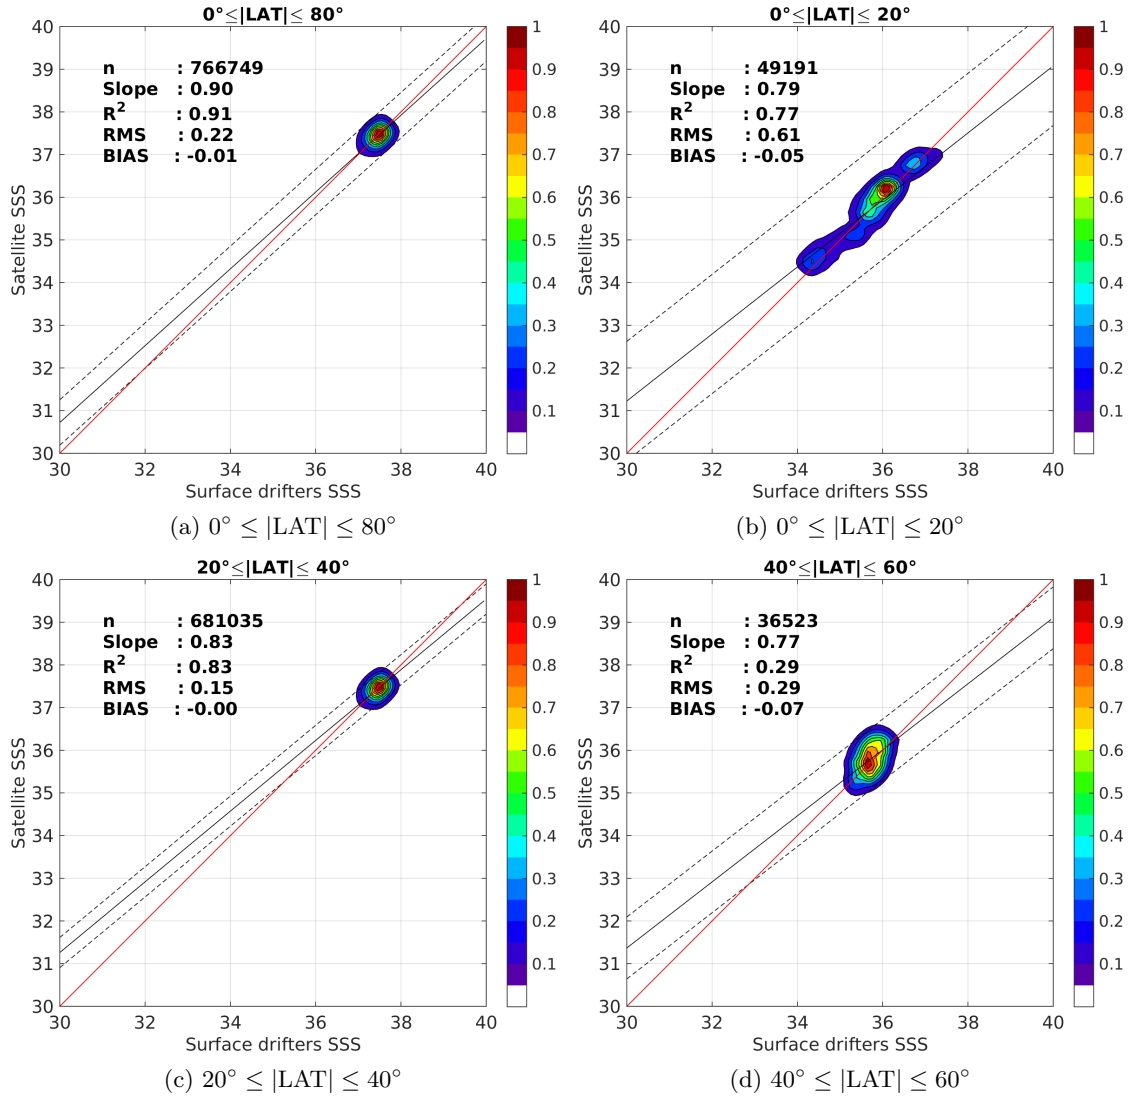 0°≤|LAT|≤ 80°
40
39
38
37
36
35
34
33
32
31
30
Satellite SSS
n : 766749
Slope : 0.90
R² : 0.91
RMS : 0.22
BIAS : -0.01
30 32 34 36 38 40
Surface drifters SSS
1
0.9
0.8
0.7
0.6
0.5
0.4
0.3
0.2
0.1
(a) 0° ≤ |LAT| ≤ 80°
0°≤|LAT|≤ 20°
40
39
38
37
36
35
34
33
32
31
30
Satellite SSS
n : 49191
Slope : 0.79
R² : 0.77
RMS : 0.61
BIAS : -0.05
30 32 34 36 38 40
Surface drifters SSS
1
0.9
0.8
0.7
0.6
0.5
0.4
0.3
0.2
0.1
(b) 0° ≤ |LAT| ≤ 20°
20°≤|LAT|≤ 40°
40
39
38
37
36
35
34
33
32
31
30
Satellite SSS
n : 681035
Slope : 0.83
R² : 0.83
RMS : 0.15
BIAS : -0.00
30 32 34 36 38 40
Surface drifters SSS
1
0.9
0.8
0.7
0.6
0.5
0.4
0.3
0.2
0.1
(c) 20° ≤ |LAT| ≤ 40°
40°≤|LAT|≤ 60°
40
39
38
37
36
35
34
33
32
31
30
Satellite SSS
n : 36523
Slope : 0.77
R² : 0.29
RMS : 0.29
BIAS : -0.07
30 32 34 36 38 40
Surface drifters SSS
1
0.9
0.8
0.7
0.6
0.5
0.4
0.3
0.2
0.1
(d) 40° ≤ |LAT| ≤ 60°